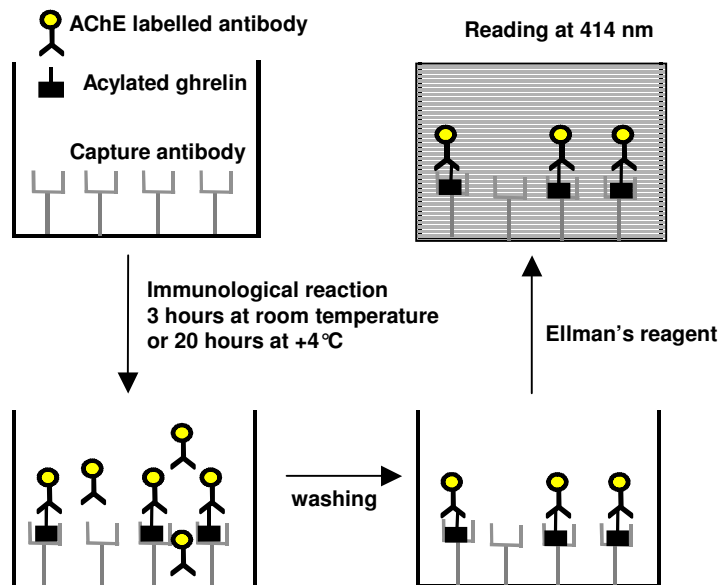 AChE labelled antibody
Acylated ghrelin
Capture antibody
Reading at 414 nm
Immunological reaction
3 hours at room temperature
or 20 hours at +4°C
Ellman's reagent
washing